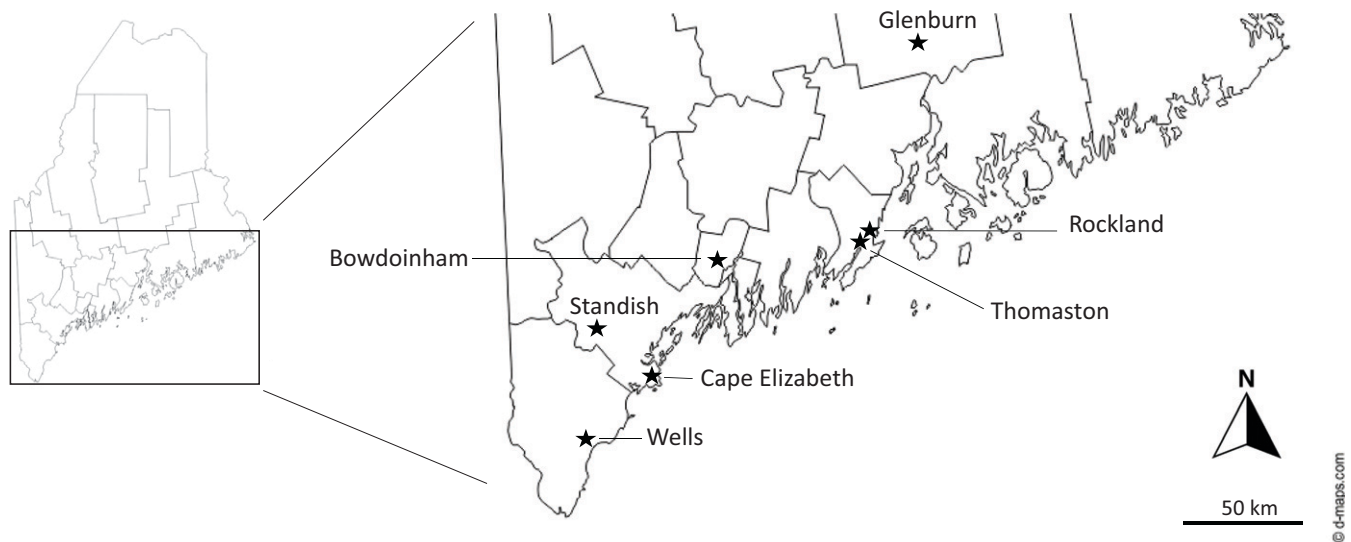 Glenburn
Rockland
Bowdoinham
Thomaston
Standish
Cape Elizabeth
Wells
N
50 km
© d-maps.com